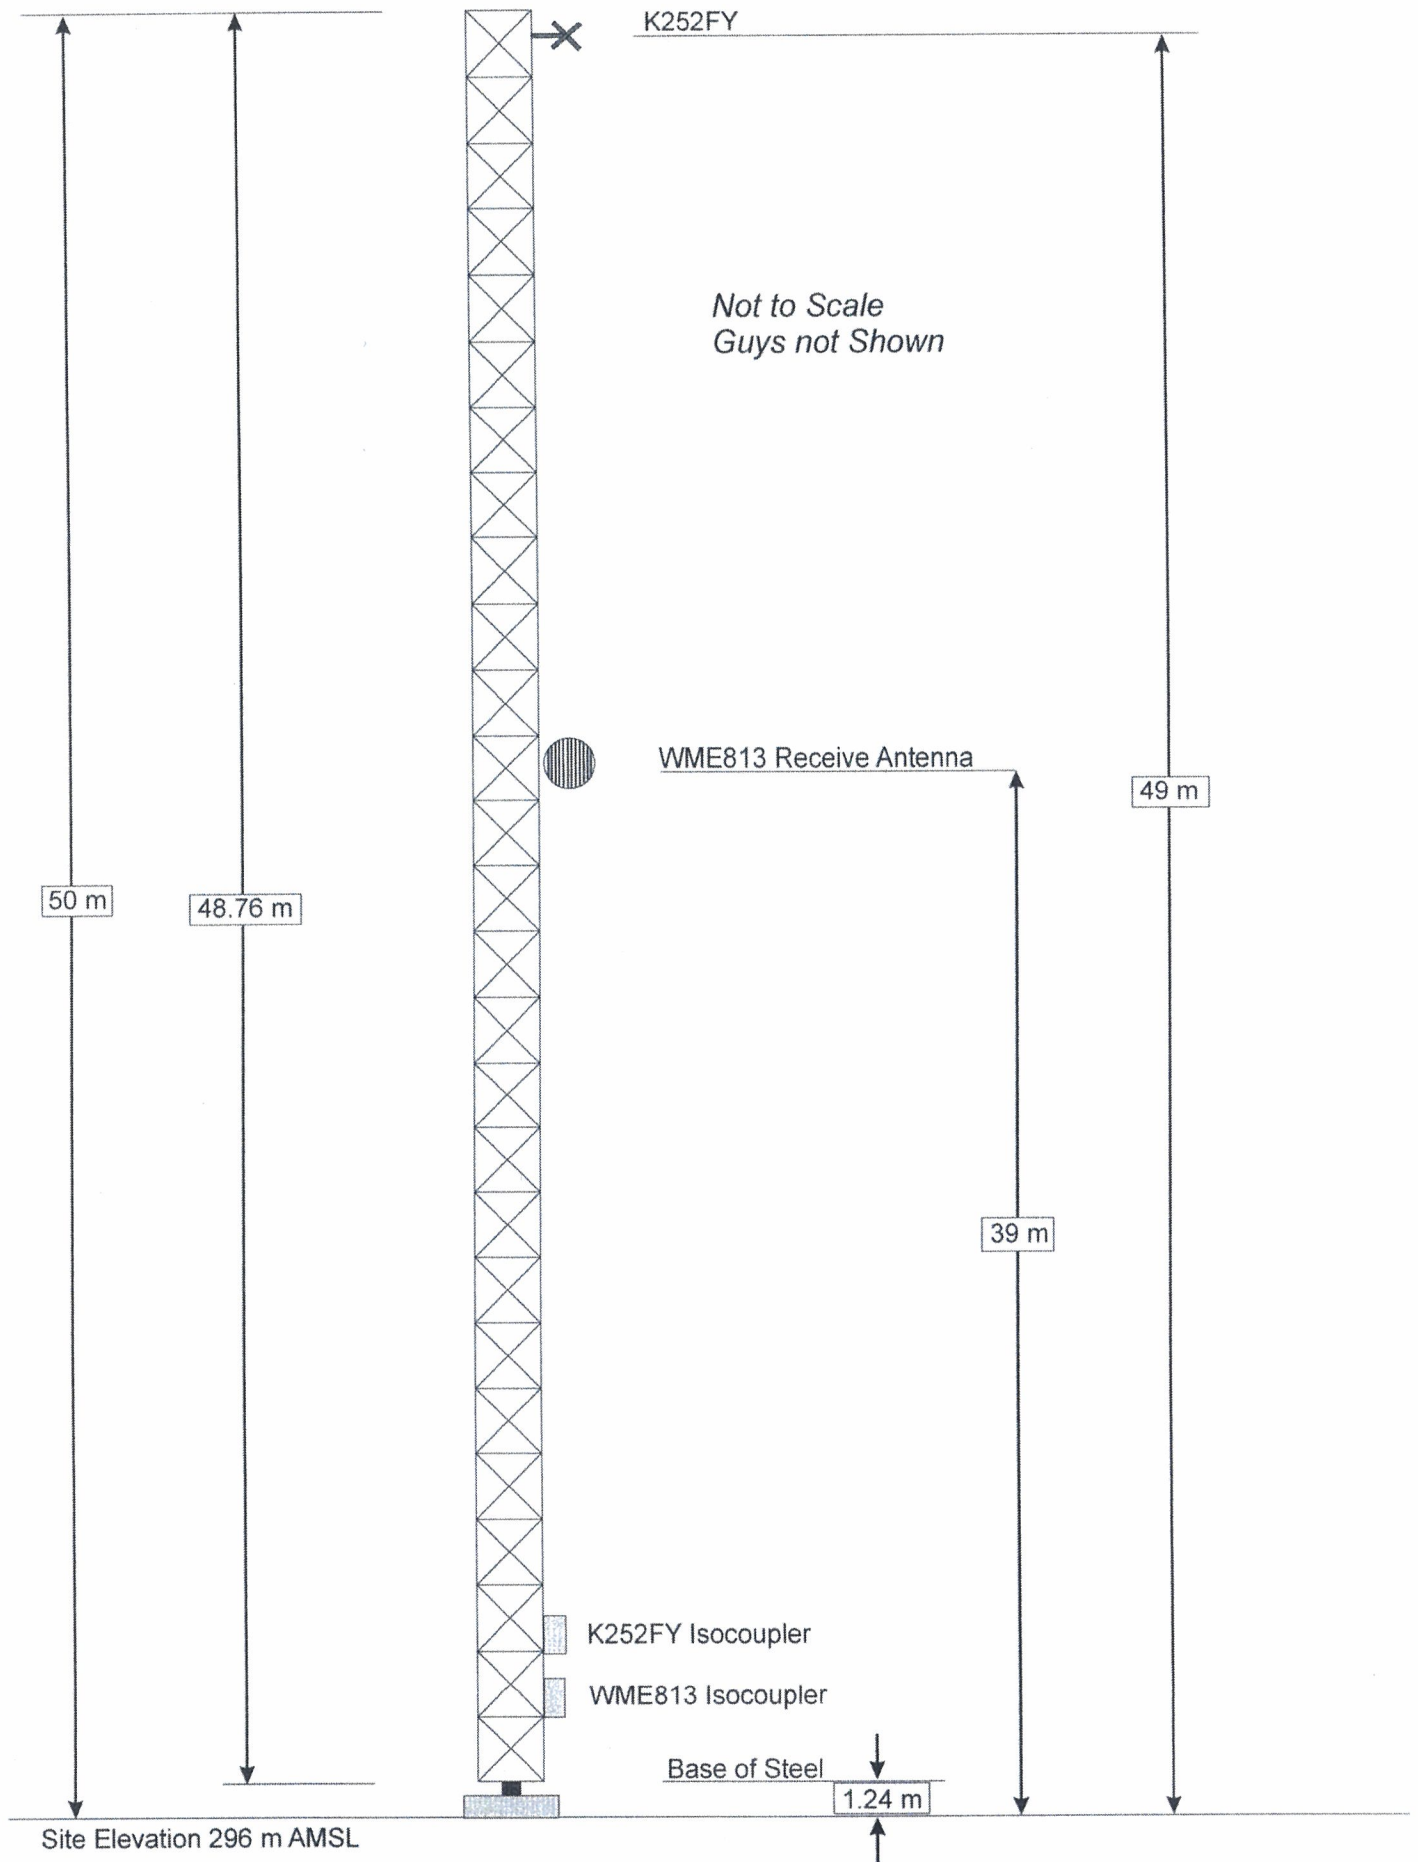 K252FY
Not to Scale
Guys not Shown
WME813 Receive Antenna
49 m
50 m
48.76 m
39 m
K252FY Isocoupler
WME813 Isocoupler
Base of Steel
1.24 m
Site Elevation 296 m AMSL